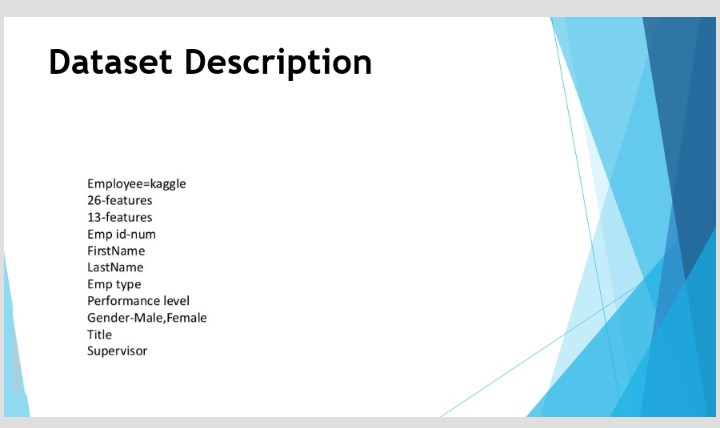 Dataset Description
Employee=kaggle
26-features
13-features
Emp id-num
FirstName
LastName
Emp type
Performance level
Gender-Male,Female
Title
Supervisor